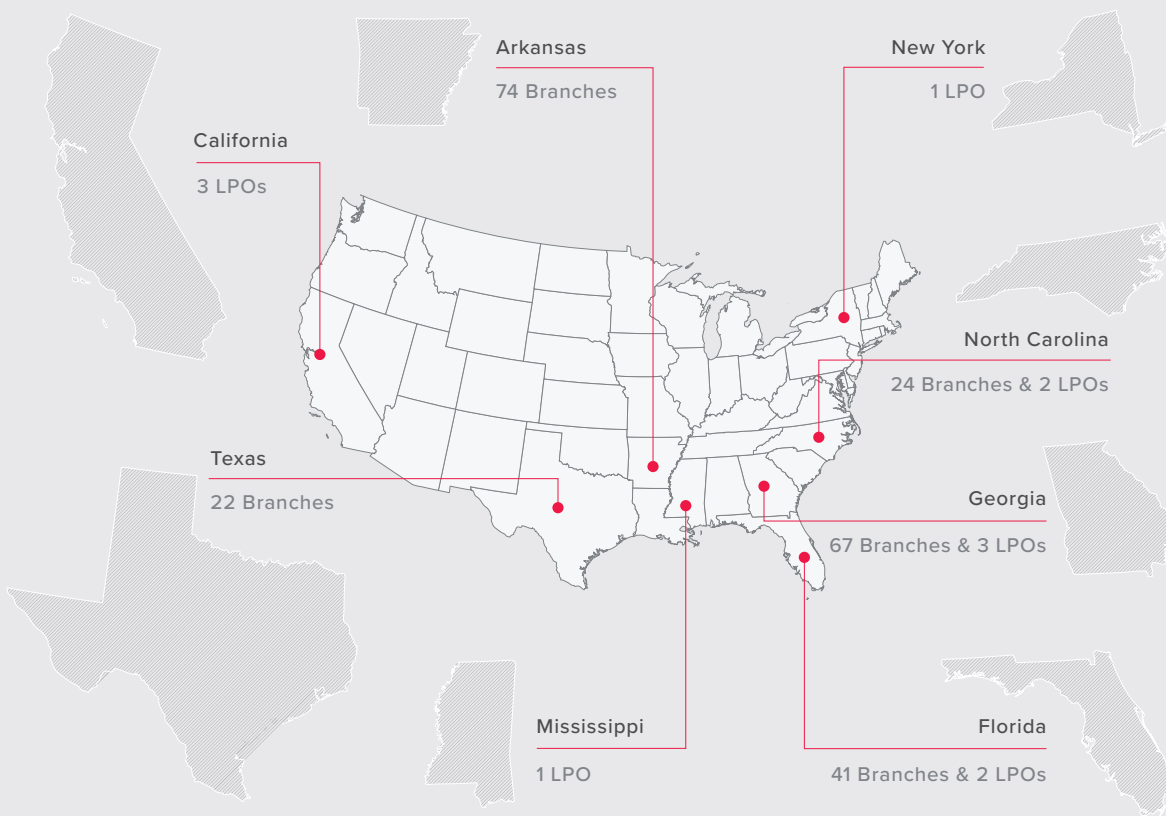 Arkansas
74 Branches
New York
1 LPO
California
3 LPOs
North Carolina
24 Branches & 2 LPOs
Texas
22 Branches
Georgia
67 Branches & 3 LPOs
Mississippi
1 LPO
Florida
41 Branches & 2 LPOs